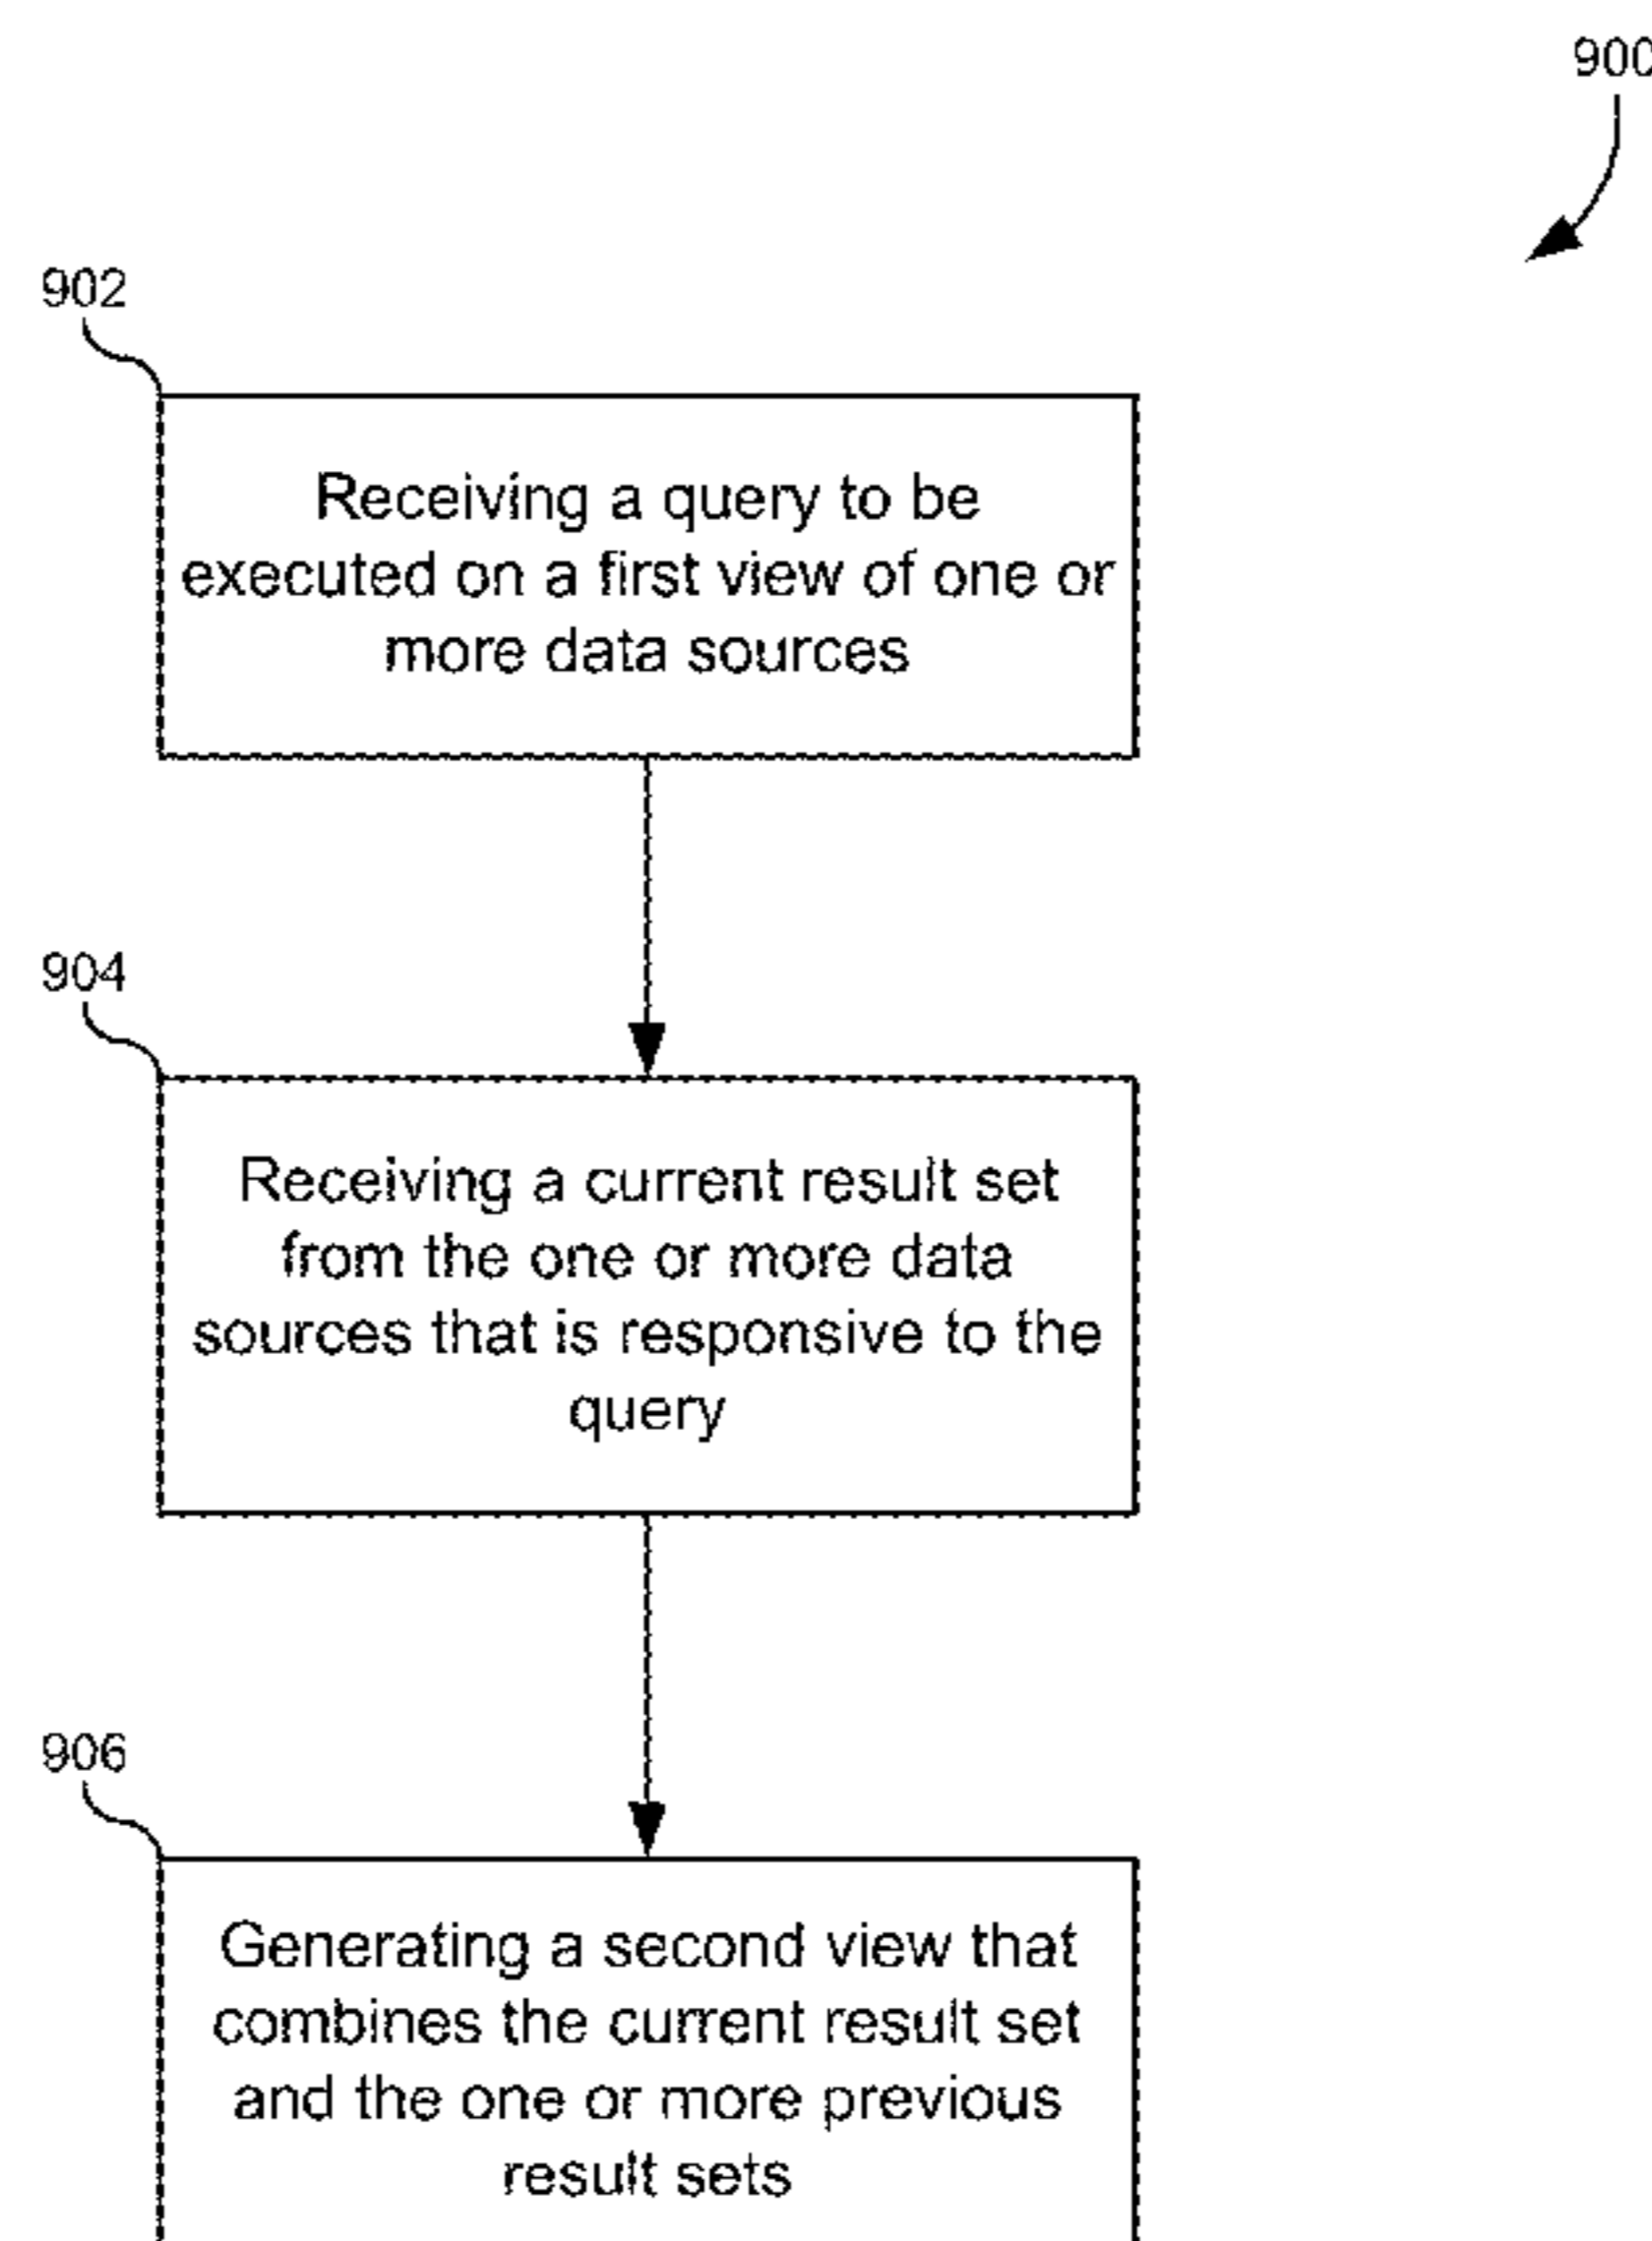 900
902
Receiving a query to be
executed on a first view of one or
more data sources
904
Receiving a current result set
from the one or more data
sources that is responsive to the
query
906
Generating a second view that
combines the current result set
and the one or more previous
result sets